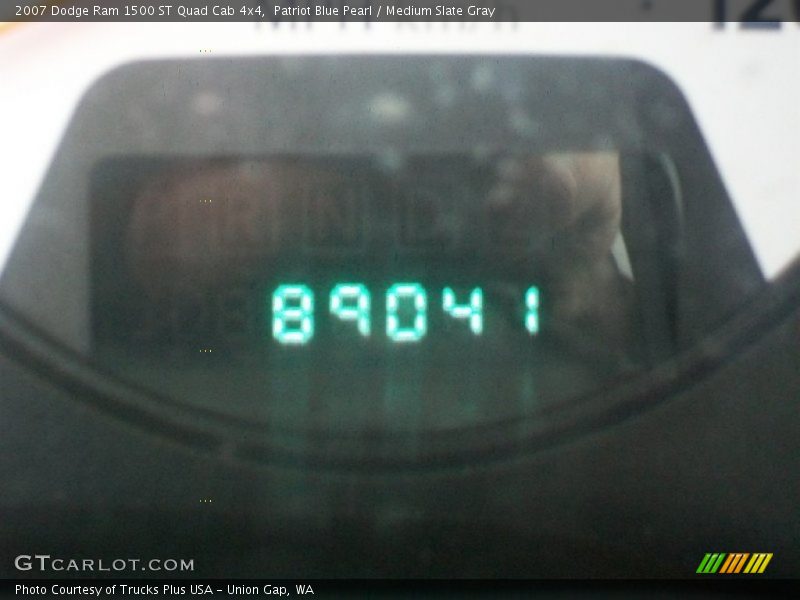 2007 Dodge Ram 1500 ST Quad Cab 4x4, Patriot Blue Pearl / Medium Slate Gray
89041
GTCARLOT.COM
Photo Courtesy of Trucks Plus USA - Union Gap, WA